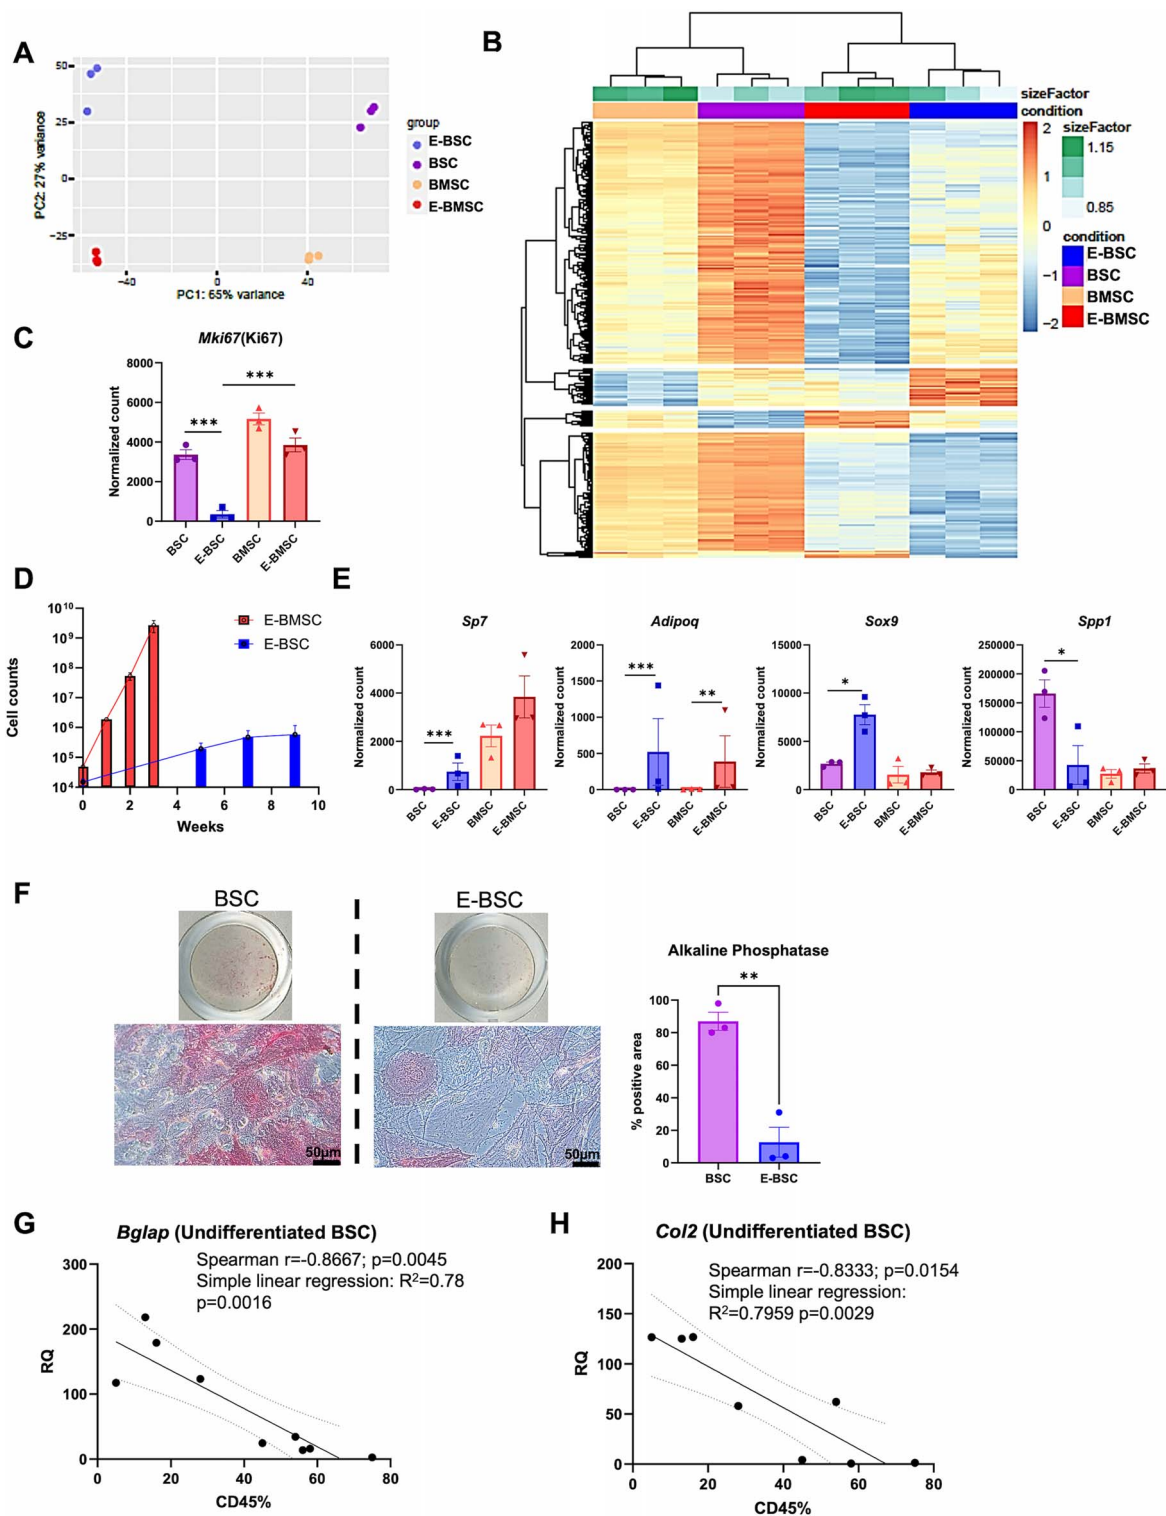 A
50
25
0
−25
PC2: 27% variance
−40
0
40
PC1: 65% variance
group
E-BSC
BSC
BMSC
E-BMSC
B
sizeFactor
condition
2
1
0
−1
−2
sizeFactor
1.15
0.85
condition
E-BSC
BSC
BMSC
E-BMSC
C
Mki67(Ki67)
Normalized count
8000
6000
4000
2000
0
***
***
BSC
E-BSC
BMSC
E-BMSC
D
Cell counts
10^10
10^9
10^8
10^7
10^6
10^5
10^4
0
2
4
6
8
10
Weeks
E-BMSC
E-BSC
E
Sp7
Normalized count
6000
4000
2000
0
***
BSC
E-BSC
BMSC
E-BMSC
Adipoq
Normalized count
2000
1500
1000
500
0
***
**
BSC
E-BSC
BMSC
E-BMSC
Sox9
Normalized count
15000
10000
5000
0
*
BSC
E-BSC
BMSC
E-BMSC
Spp1
Normalized count
250000
200000
150000
100000
50000
0
*
BSC
E-BSC
BMSC
E-BMSC
F
BSC
E-BSC
50µm
50µm
Alkaline Phosphatase
% positive area
100
80
60
40
20
0
**
BSC
E-BSC
G
Bglap (Undifferentiated BSC)
Spearman r=-0.8667; p=0.0045
Simple linear regression: R²=0.78
p=0.0016
RQ
300
200
100
0
0
20
40
60
80
CD45%
H
Col2 (Undifferentiated BSC)
Spearman r=-0.8333; p=0.0154
Simple linear regression:
R²=0.7959 p=0.0029
RQ
200
150
100
50
0
0
20
40
60
80
CD45%